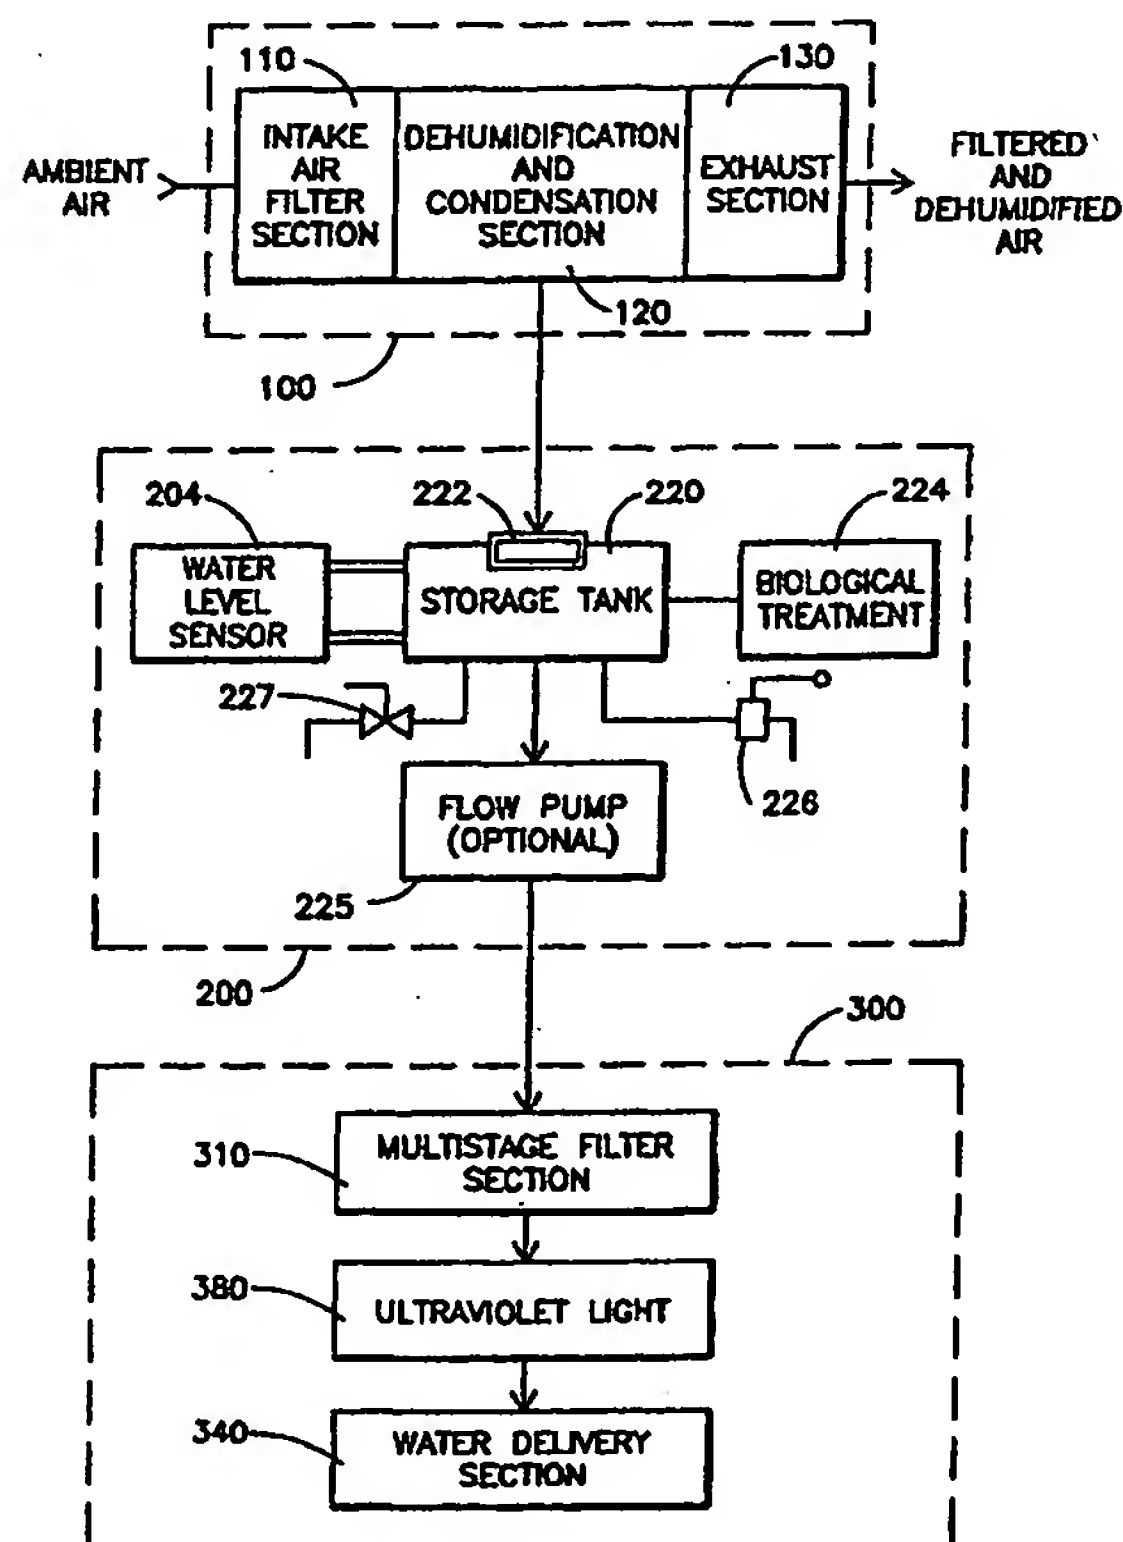 110
130
AMBIENT
AIR
INTAKE
AIR
FILTER
SECTION
DEHUMIDIFICATION
AND
CONDENSATION
SECTION
EXHAUST
SECTION
FILTERED
AND
DEHUMIDIFIED
AIR
120
100
204
222
220
224
WATER
LEVEL
SENSOR
STORAGE TANK
BIOLOGICAL
TREATMENT
227
226
FLOW PUMP
(OPTIONAL)
225
200
300
310
MULTISTAGE FILTER
SECTION
380
ULTRAVIOLET LIGHT
340
WATER DELIVERY
SECTION